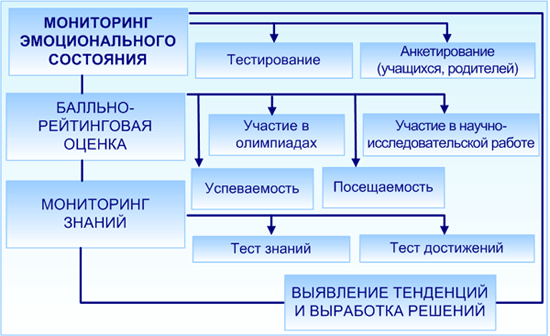 МОНИТОРИНГ
ЭМОЦИОНАЛЬНОГО
СОСТОЯНИЯ
Тестирование
Анкетирование
(учащихся, родителей)
БАЛЛЬНО-
РЕЙТИНГОВАЯ
ОЦЕНКА
Участие в
олимпиадах
Участие в научно-
исследовательской работе
Успеваемость
Посещаемость
МОНИТОРИНГ
ЗНАНИЙ
Тест знаний
Тест достижений
ВЫЯВЛЕНИЕ ТЕНДЕНЦИЙ
И ВЫРАБОТКА РЕШЕНИЙ